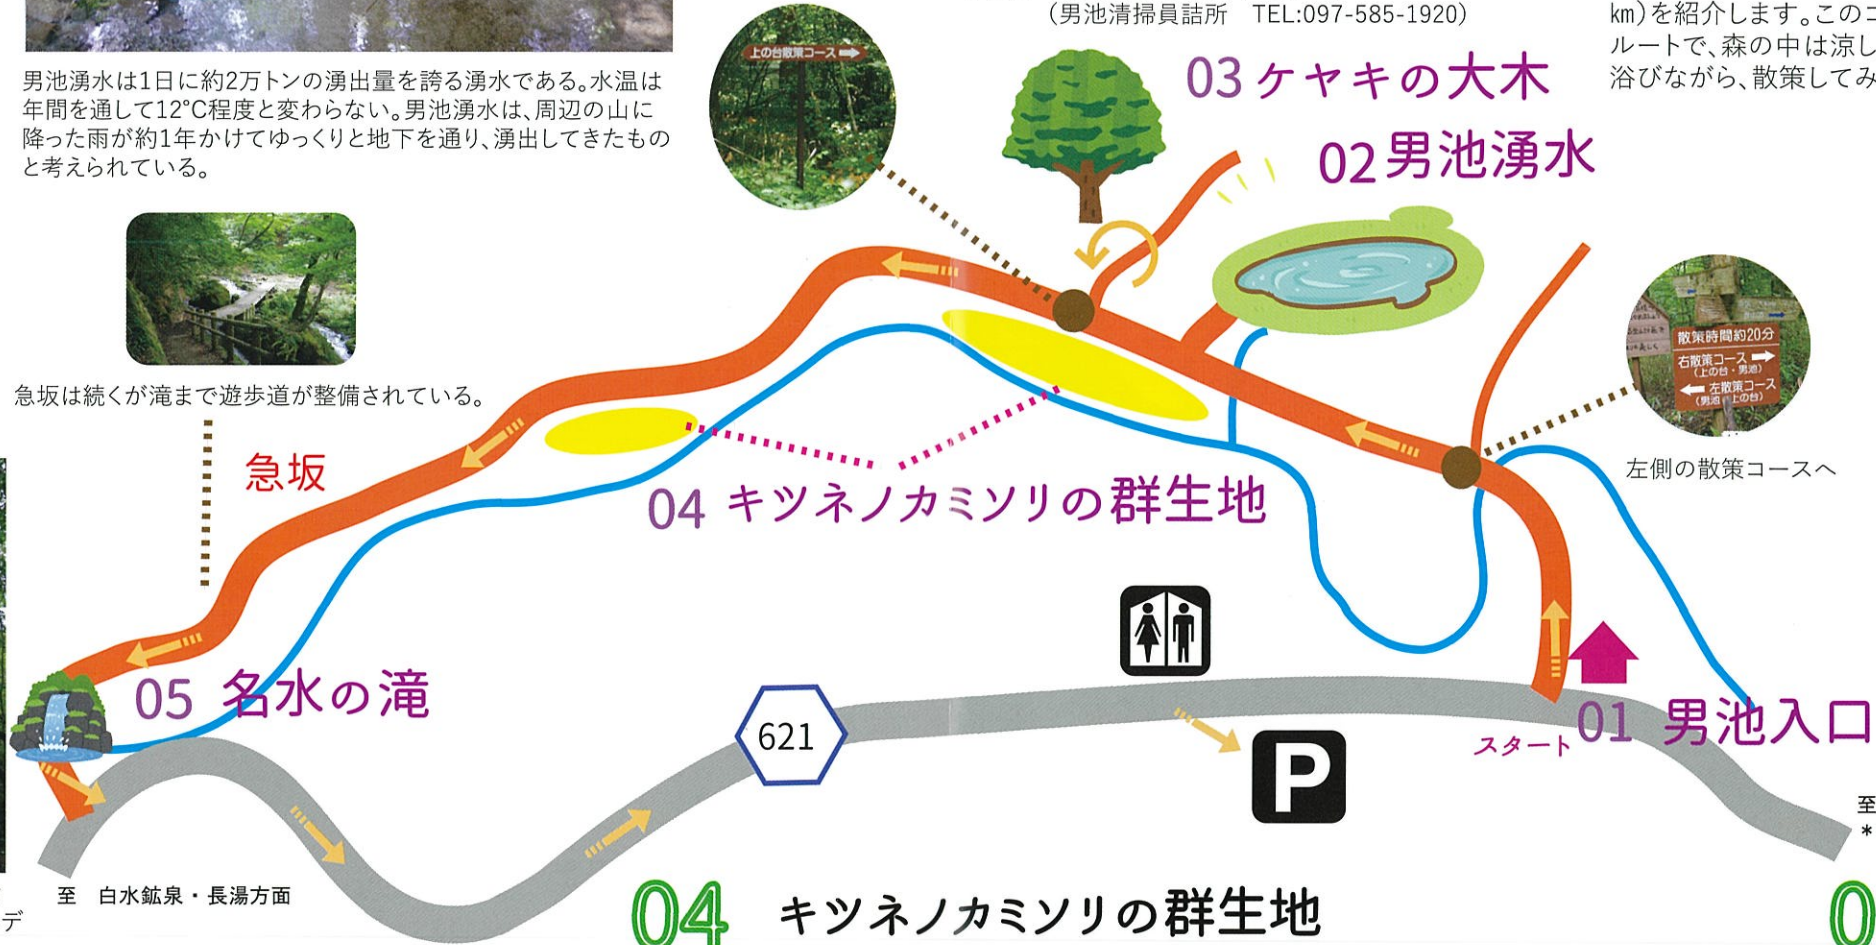 （男池清掃員詰所　TEL:097-585-1920）
km）を紹介します。この
ルートで、森の中は涼し
浴びながら、散策してみ
男池湧水は1日に約2万トンの湧出量を誇る湧水である。水温は
年間を通して12℃程度と変わらない。男池湧水は、周辺の山に
降った雨が約1年かけてゆっくりと地下を通り、湧出してきたもの
と考えられている。
上の台散策コース
03 ケヤキの大木
02 男池湧水
散策時間約20分
右散策コース
（上の台・男池）
左散策コース
（男池・上の台）
左側の散策コースへ
急坂は続くが滝まで遊歩道が整備されている。
急坂
04 キツネノカミソリの群生地
05 名水の滝
621
P
スタート
01 男池入口
至
*
至　白水鉱泉・長湯方面
デ
04 キツネノカミソリの群生地
0